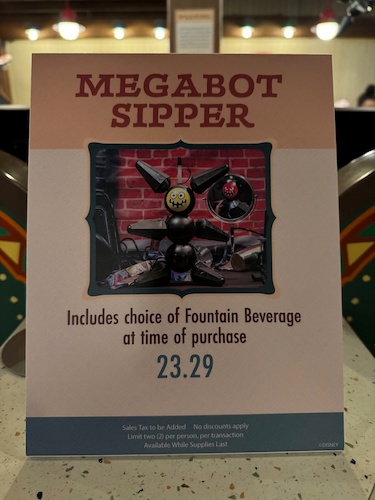 MEGABOT
SIPPER
Includes choice of Fountain Beverage
at time of purchase
23.29
Sales Tax to be Added No discounts apply
Limit two (2) per person, per transaction
Available While Supplies Last
©DISNEY